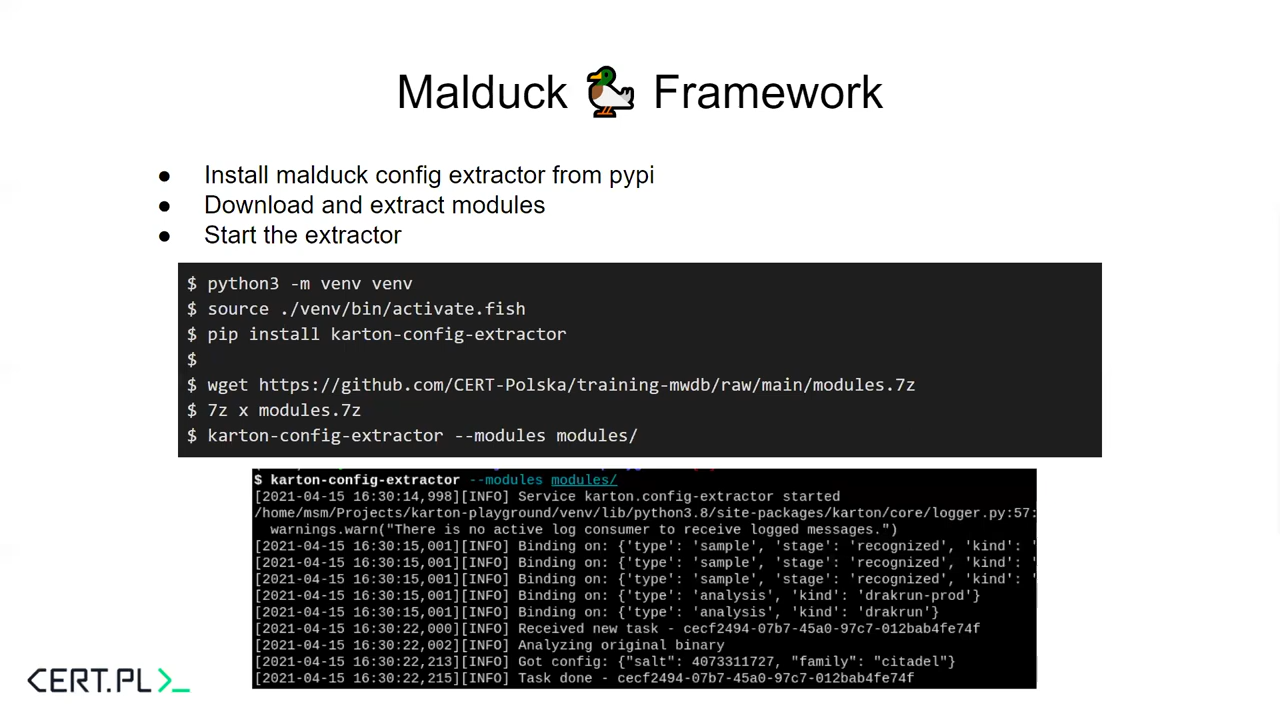 Malduck Framework
● Install malduck config extractor from pypi
● Download and extract modules
● Start the extractor
$ python3 -m venv venv
$ source ./venv/bin/activate.fish
$ pip install karton-config-extractor
$
$ wget https://github.com/CERT-Polska/training-mwdb/raw/main/modules.7z
$ 7z x modules.7z
$ karton-config-extractor --modules modules/
$ karton-config-extractor --modules modules/
[2021-04-15 16:30:14,998][INFO] Service karton.config-extractor started
/home/msm/Projects/karton-playground/venv/lib/python3.8/site-packages/karton/core/logger.py:57:
warnings.warn("There is no active log consumer to receive logged messages.")
[2021-04-15 16:30:15,001][INFO] Binding on: {'type': 'sample', 'stage': 'recognized', 'kind': '
[2021-04-15 16:30:15,001][INFO] Binding on: {'type': 'sample', 'stage': 'recognized', 'kind': '
[2021-04-15 16:30:15,001][INFO] Binding on: {'type': 'sample', 'stage': 'recognized', 'kind': '
[2021-04-15 16:30:15,001][INFO] Binding on: {'type': 'analysis', 'kind': 'drakrun-prod'}
[2021-04-15 16:30:15,001][INFO] Binding on: {'type': 'analysis', 'kind': 'drakrun'}
[2021-04-15 16:30:22,000][INFO] Received new task - cecf2494-07b7-45a0-97c7-012bab4fe74f
[2021-04-15 16:30:22,002][INFO] Analyzing original binary
[2021-04-15 16:30:22,213][INFO] Got config: {"salt": 4073311727, "family": "citadel"}
[2021-04-15 16:30:22,215][INFO] Task done - cecf2494-07b7-45a0-97c7-012bab4fe74f
CERT.PL>_